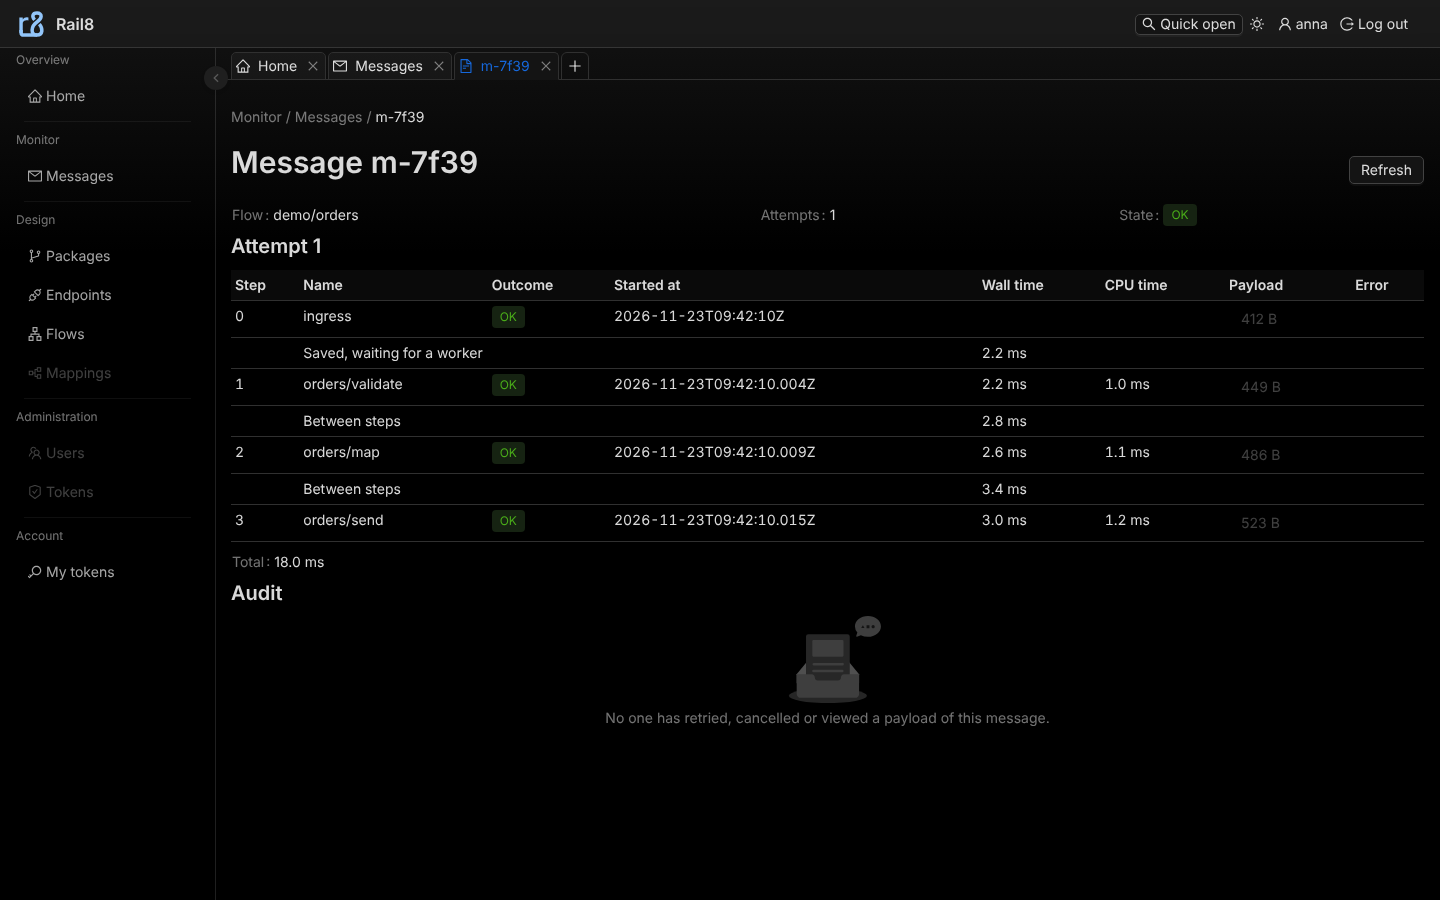 r8 Rail8 Quick open anna Log out
Overview
Home
Monitor
Messages
Design
Packages
Endpoints
Flows
Mappings
Administration
Users
Tokens
Account
My tokens
Home Messages m-7f39
Monitor / Messages / m-7f39
Message m-7f39
Refresh
Flow: demo/orders Attempts: 1 State: OK
Attempt 1
Step Name Outcome Started at Wall time CPU time Payload Error
0 ingress OK 2026-11-23T09:42:10Z 412 B
Saved, waiting for a worker 2.2 ms
1 orders/validate OK 2026-11-23T09:42:10.004Z 2.2 ms 1.0 ms 449 B
Between steps 2.8 ms
2 orders/map OK 2026-11-23T09:42:10.009Z 2.6 ms 1.1 ms 486 B
Between steps 3.4 ms
3 orders/send OK 2026-11-23T09:42:10.015Z 3.0 ms 1.2 ms 523 B
Total: 18.0 ms
Audit
No one has retried, cancelled or viewed a payload of this message.